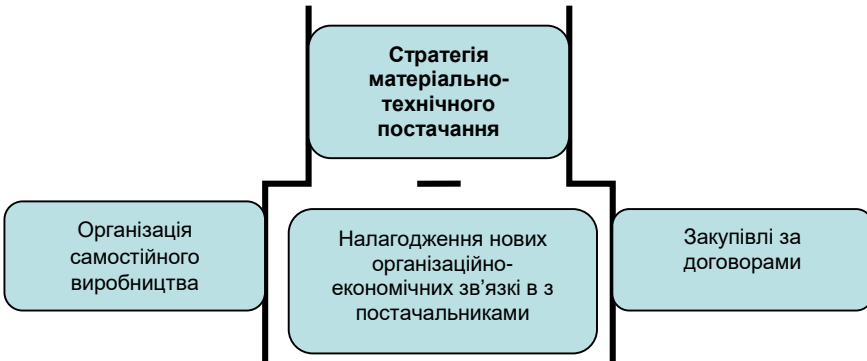 Стратегія
матеріально-
технічного
постачання
Організація
самостійного
виробництва
Налагодження нових
організаційно-
економічних зв’язкі в з
постачальниками
Закупівлі за
договорами